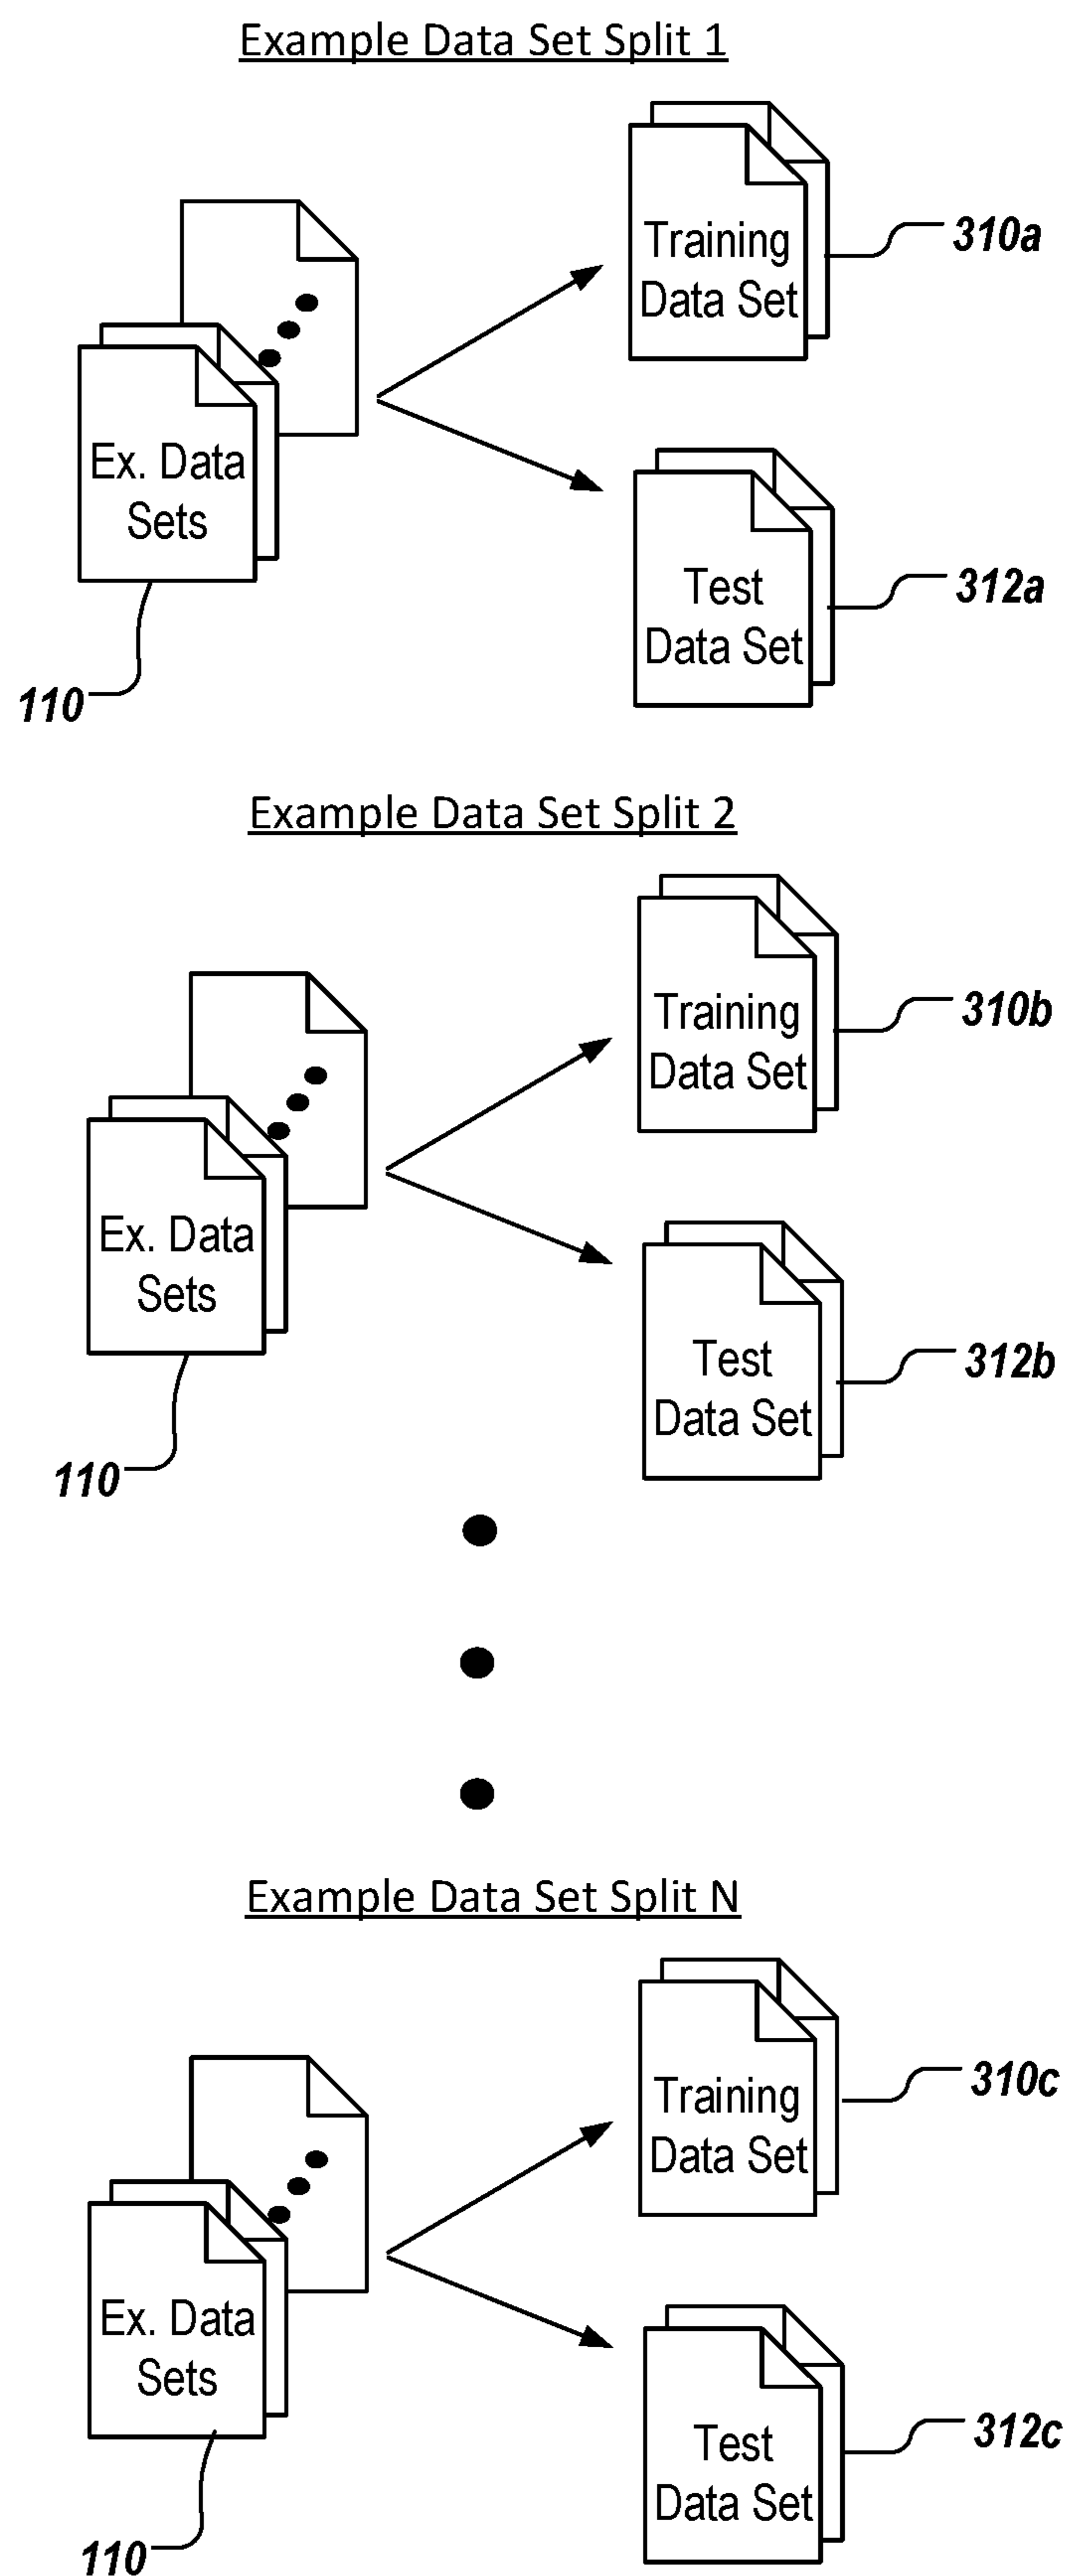 Example Data Set Split 1
Training
Data Set
310a
Ex. Data
Sets
Test
Data Set
312a
110
Example Data Set Split 2
Training
Data Set
310b
Ex. Data
Sets
Test
Data Set
312b
110
Example Data Set Split N
Training
Data Set
310c
Ex. Data
Sets
Test
Data Set
312c
110